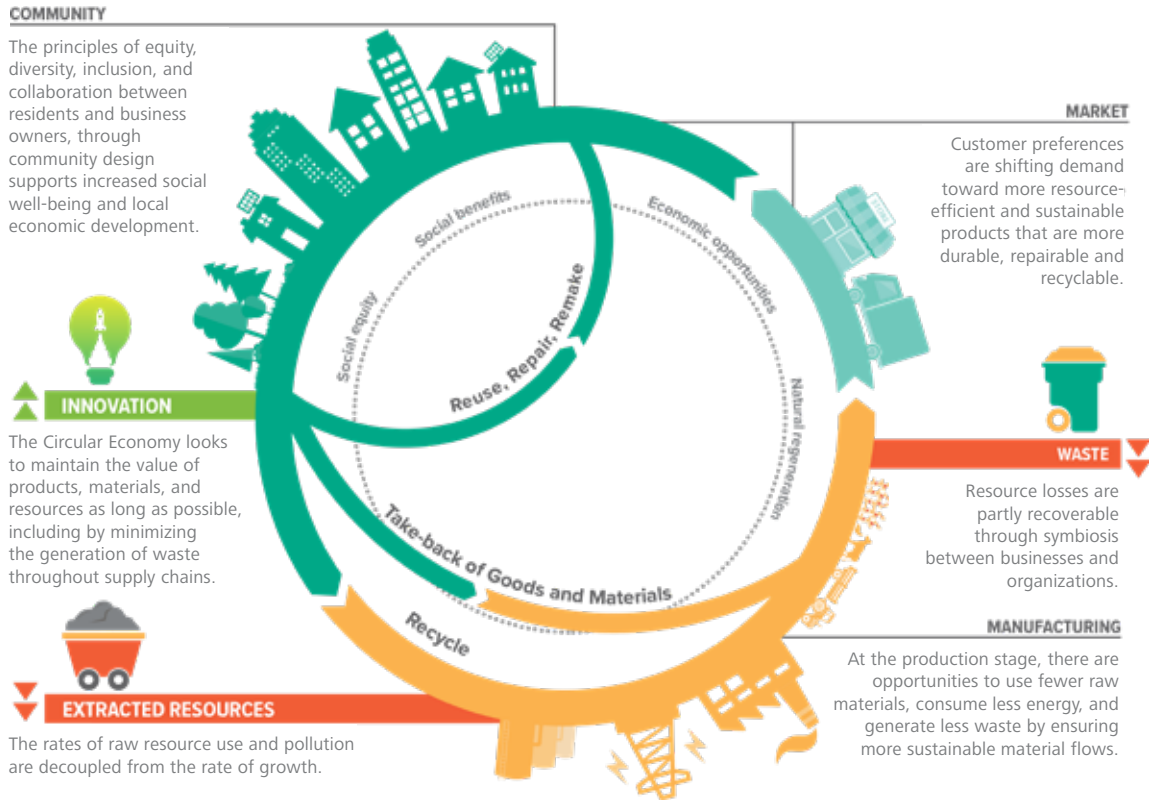 COMMUNITY
The principles of equity,
diversity, inclusion, and
collaboration between
residents and business
owners, through
community design
supports increased social
well-being and local
economic development.
MARKET
Customer preferences
are shifting demand
toward more resource-
efficient and sustainable
products that are more
durable, repairable and
recyclable.
STORE
Social benefits
Economic opportunities
Social equity
Natural regeneration
Reuse, Repair, Remake
Take-back of Goods and Materials
Recycle
INNOVATION
The Circular Economy looks
to maintain the value of
products, materials, and
resources as long as possible,
including by minimizing
the generation of waste
throughout supply chains.
WASTE
Resource losses are
partly recoverable
through symbiosis
between businesses and
organizations.
EXTRACTED RESOURCES
The rates of raw resource use and pollution
are decoupled from the rate of growth.
MANUFACTURING
At the production stage, there are
opportunities to use fewer raw
materials, consume less energy, and
generate less waste by ensuring
more sustainable material flows.